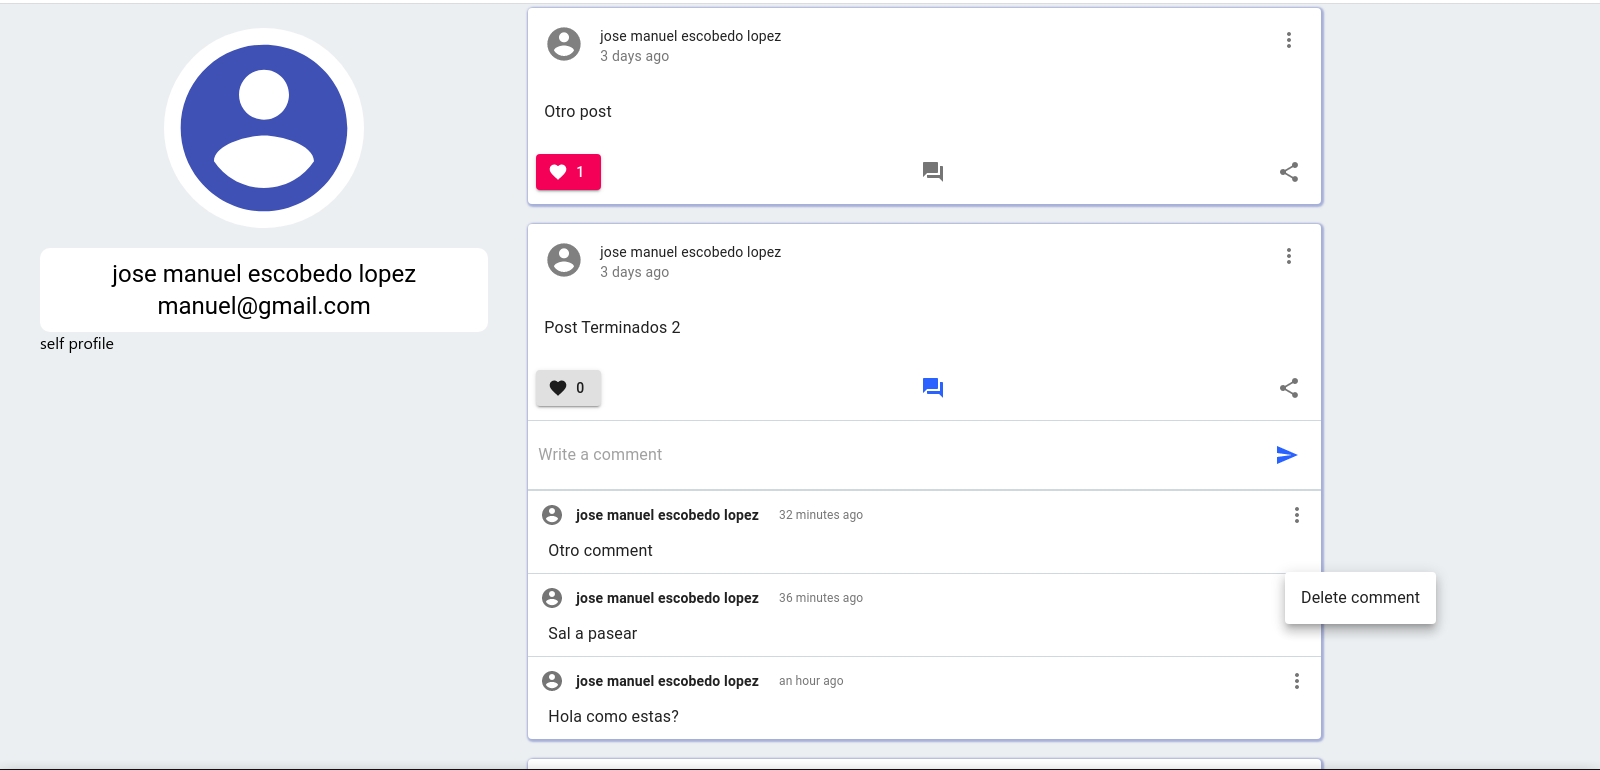 jose manuel escobedo lopez
manuel@gmail.com
self profile
jose manuel escobedo lopez
3 days ago
Otro post
1
jose manuel escobedo lopez
3 days ago
Post Terminados 2
0
Write a comment
jose manuel escobedo lopez 32 minutes ago
Otro comment
jose manuel escobedo lopez 36 minutes ago
Delete comment
Sal a pasear
jose manuel escobedo lopez an hour ago
Hola como estas?